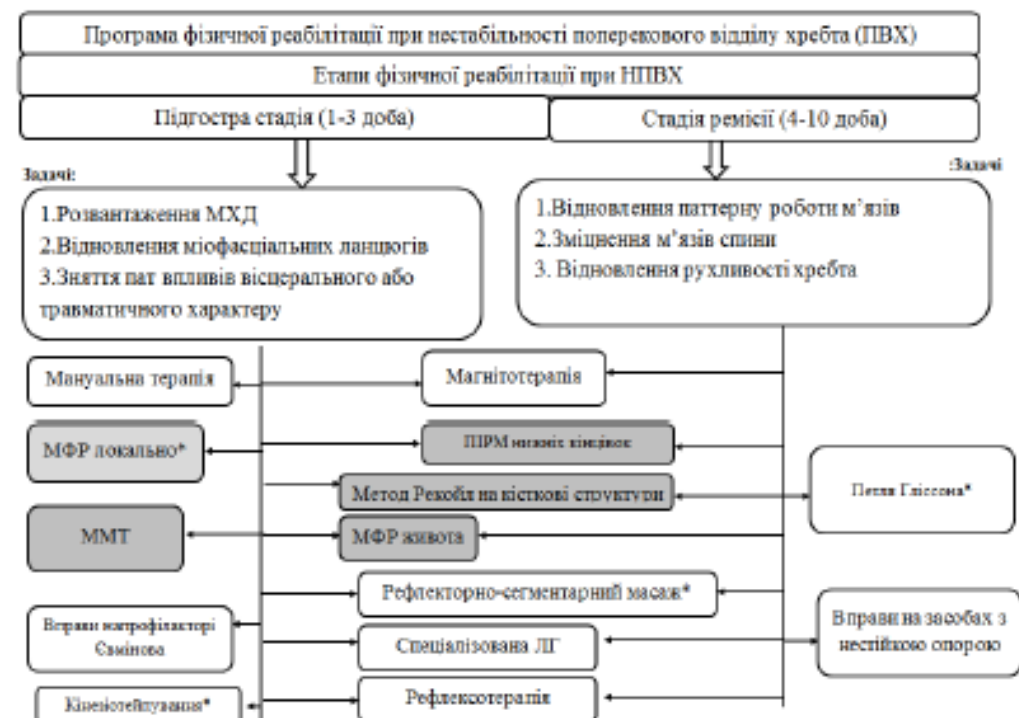 Програма фізичної реабілітації при нестабільності поперекового відділу хребта (ПВХ)
Етапи фізичної реабілітації при НПВХ
Підгостра стадія (1-3 доба)
Стадія ремісії (4-10 доба)
Задачі:
:Задачі
1.Розвантаження МХД
2.Відновлення міофасціальних ланцюгів
3.Зняття пат впливів вісцерального або
травматичного характеру
1.Відновлення паттерну роботи м’язів
2.Зміцнення м’язів спини
3. Відновлення рухливості хребта
Мануальна терапія
Магнітотерапія
МФР локально*
ПІРМ нижніх кінцівок
Метод Рекойл на кісткові структури
Петля Гліссона*
ММТ
МФР живота
Рефлекторно-сегментарний масаж*
Вправи на профілакторі
Євмінова
Спеціалізована ЛГ
Вправи на засобах з
нестійкою опорою
Кінезіотейпування*
Рефлексотерапія